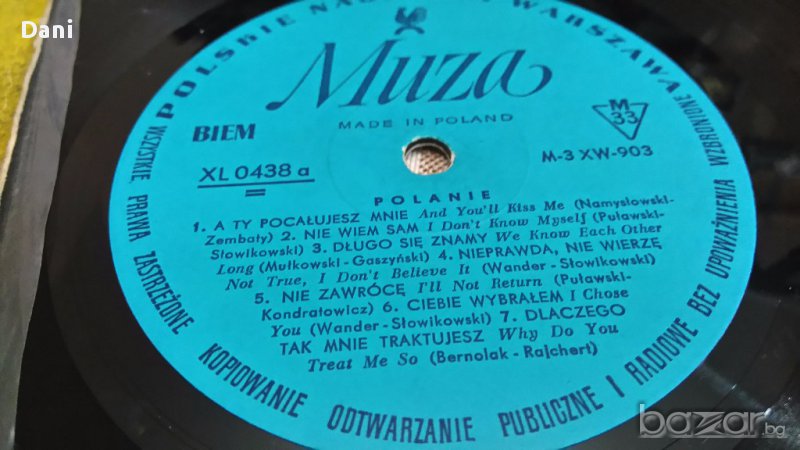 Dani
POLSKIE NAGRANIA WARSZAWA
Muza
MADE IN POLAND
BIEM
M
33
XL 0438 a
M-3 XW-903
POLANIE
1. A TY POCAŁUJESZ MNIE And You'll Kiss Me (Namysłowski-
Zembaty) 2. NIE WIEM SAM I Don't Know Myself (Puławski-
Słowikowski) 3. DŁUGO SIĘ ZNAMY We Know Each Other
Long (Mułkowski-Gaszyński) 4. NIEPRAWDA, NIE WIERZĘ
Not True, I Don't Believe It (Wander-Słowikowski)
5. NIE ZAWRÓCĘ I'll Not Return (Puławski-
Kondratowicz) 6. CIEBIE WYBRAŁEM I Chose
You (Wander-Słowikowski) 7. DLACZEGO
TAK MNIE TRAKTUJESZ Why Do You
Treat Me So (Bernolak-Rajchert)
WSZYSTKIE PRAWA ZASTRZEŻONE KOPIOWANIE ODTWARZANIE PUBLICZNE I RADIOWE BEZ UPOWAŻNIENIA WZBRONIONE
bazar.bg